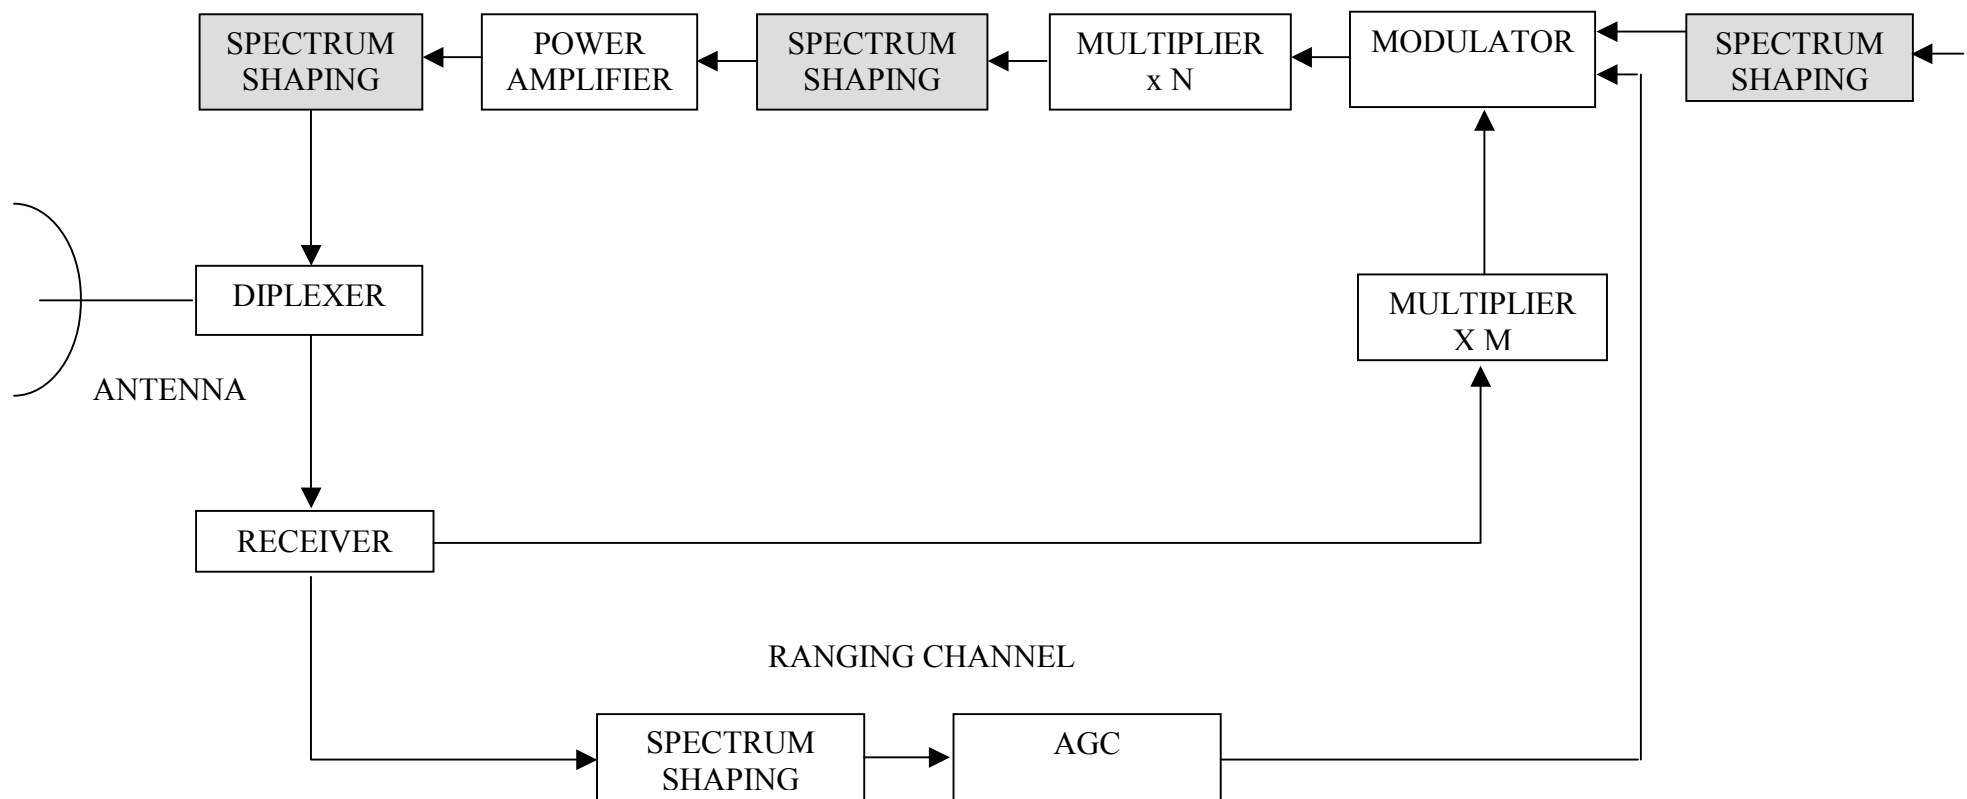 SPECTRUM
SHAPING
POWER
AMPLIFIER
SPECTRUM
SHAPING
MULTIPLIER
x N
MODULATOR
SPECTRUM
SHAPING
DIPLEXER
MULTIPLIER
X M
ANTENNA
RECEIVER
RANGING CHANNEL
SPECTRUM
SHAPING
AGC